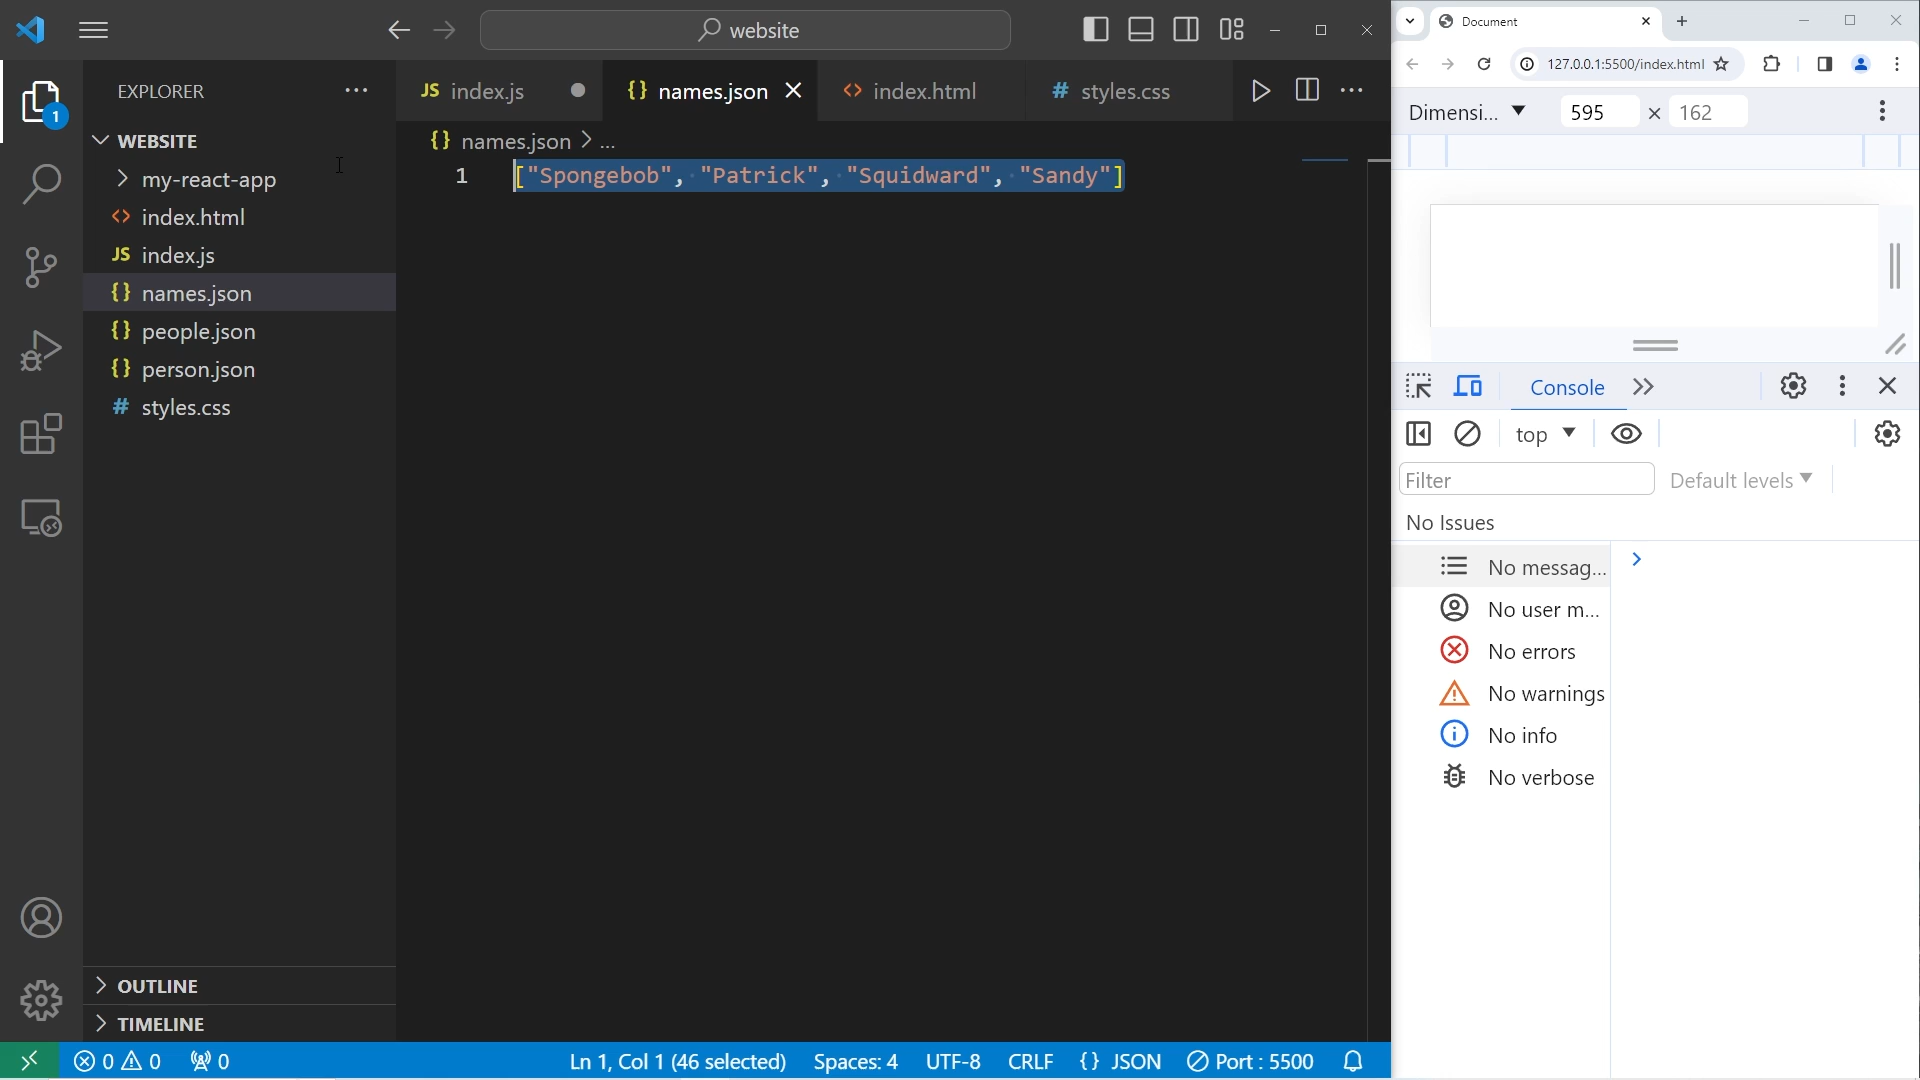 website
EXPLORER
WEBSITE
my-react-app
<> index.html
JS index.js
{} names.json
{} people.json
{} person.json
# styles.css
OUTLINE
TIMELINE
1
JS index.js
{} names.json
<> index.html
# styles.css
{} names.json > ...
1 ["Spongebob", "Patrick", "Squidward", "Sandy"]
0 0 0
Ln 1, Col 1 (46 selected) Spaces: 4 UTF-8 CRLF {} JSON Port : 5500
Document
127.0.0.1:5500/index.html
Dimensi... 595 × 162
Console
top
Filter Default levels
No Issues
No messag...
No user m...
No errors
No warnings
No info
No verbose